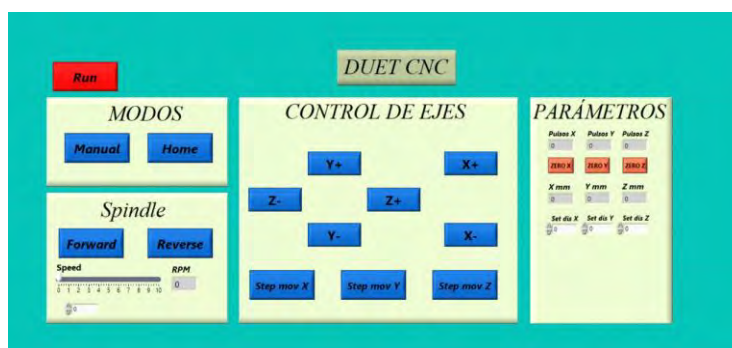 DUET CNC
Run
MODOS
Manual Home
Spindle
Forward Reverse
Speed RPM
0
0 1 2 3 4 5 6 7 8 9 10
0
CONTROL DE EJES
Y+ X+
Z- Z+
Y- X-
Step mov X Step mov Y Step mov Z
PARÁMETROS
Pulsos X Pulsos Y Pulsos Z
0 0 0
ZERO X ZERO Y ZERO Z
X mm Y mm Z mm
0 0 0
Set dis X Set dis Y Set dis Z
0 0 0